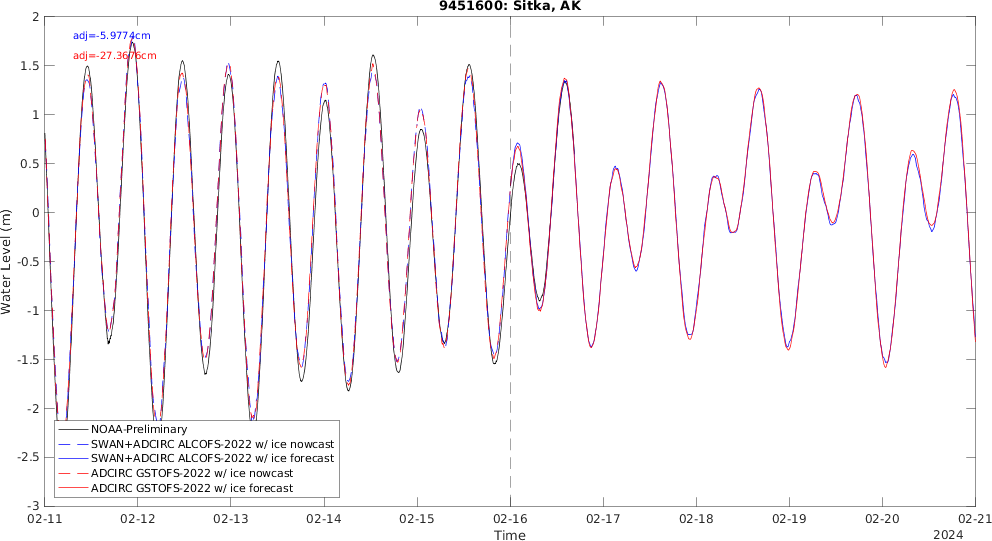 9451600: Sitka, AK
adj=-5.9774cm
adj=-27.3676cm
2
1.5
1
0.5
0
-0.5
-1
-1.5
-2
-2.5
-3
Water Level (m)
NOAA-Preliminary
SWAN+ADCIRC ALCOFS-2022 w/ ice nowcast
SWAN+ADCIRC ALCOFS-2022 w/ ice forecast
ADCIRC GSTOFS-2022 w/ ice nowcast
ADCIRC GSTOFS-2022 w/ ice forecast
02-11 02-12 02-13 02-14 02-15 02-16 02-17 02-18 02-19 02-20 02-21
Time
2024